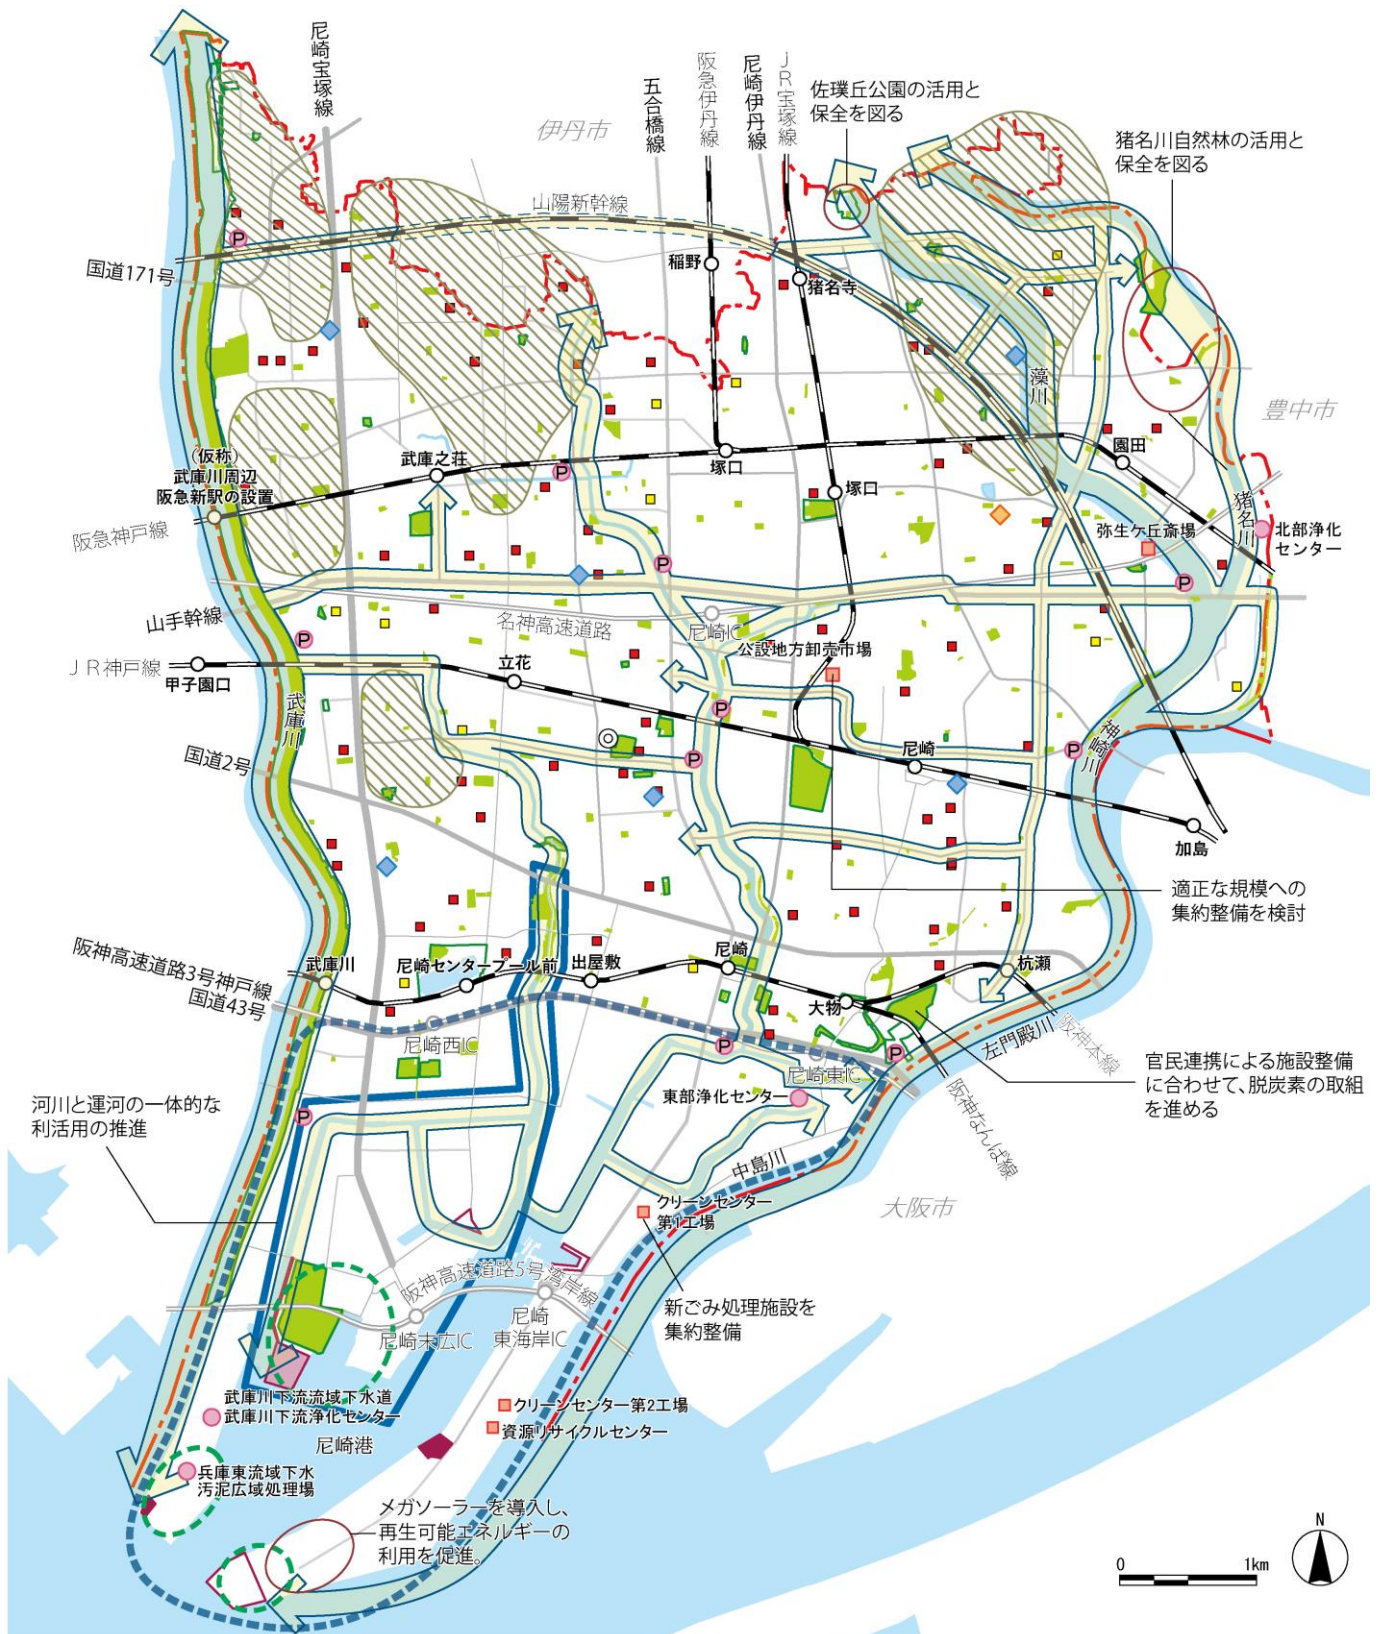 尼崎宝塚線
五合橋線
阪急伊丹線
尼崎伊丹線
JR宝塚線
佐璞丘公園の活用と
保全を図る
伊丹市
猪名川自然林の活用と
保全を図る
山陽新幹線
国道171号
P
稲野
猪名寺
藻川
豊中市
(仮称)
武庫川周辺
阪急新駅の設置
武庫之荘
P
塚口
園田
塚口
阪急神戸線
猪名川
弥生ケ丘斎場
北部浄化
センター
P
P
山手幹線
名神高速道路
尼崎IC
P
公設地方卸売市場
JR神戸線
甲子園口
立花
武庫川
P
神崎川
国道2号
P
P
尼崎
加島
適正な規模への
集約整備を検討
阪神高速道路3号神戸線
国道43号
武庫川
尼崎センタープール前
出屋敷
尼崎
杭瀬
大物
尼崎西IC
P
尼崎東IC
P
左門殿川
阪神本線
官民連携による施設整備
に合わせて、脱炭素の取組
を進める
東部浄化センター
阪神なんば線
河川と運河の一体的な
利活用の推進
P
中島川
クリーンセンター
第1工場
大阪市
阪神高速道路5号湾岸線
新ごみ処理施設を
集約整備
尼崎末広IC
尼崎
東海岸IC
武庫川下流流域下水道
武庫川下流浄化センター
クリーンセンター第2工場
資源リサイクルセンター
尼崎港
兵庫東流域下水
汚泥広域処理場
メガソーラーを導入し、
再生可能エネルギーの
利用を促進。
N
0 1km